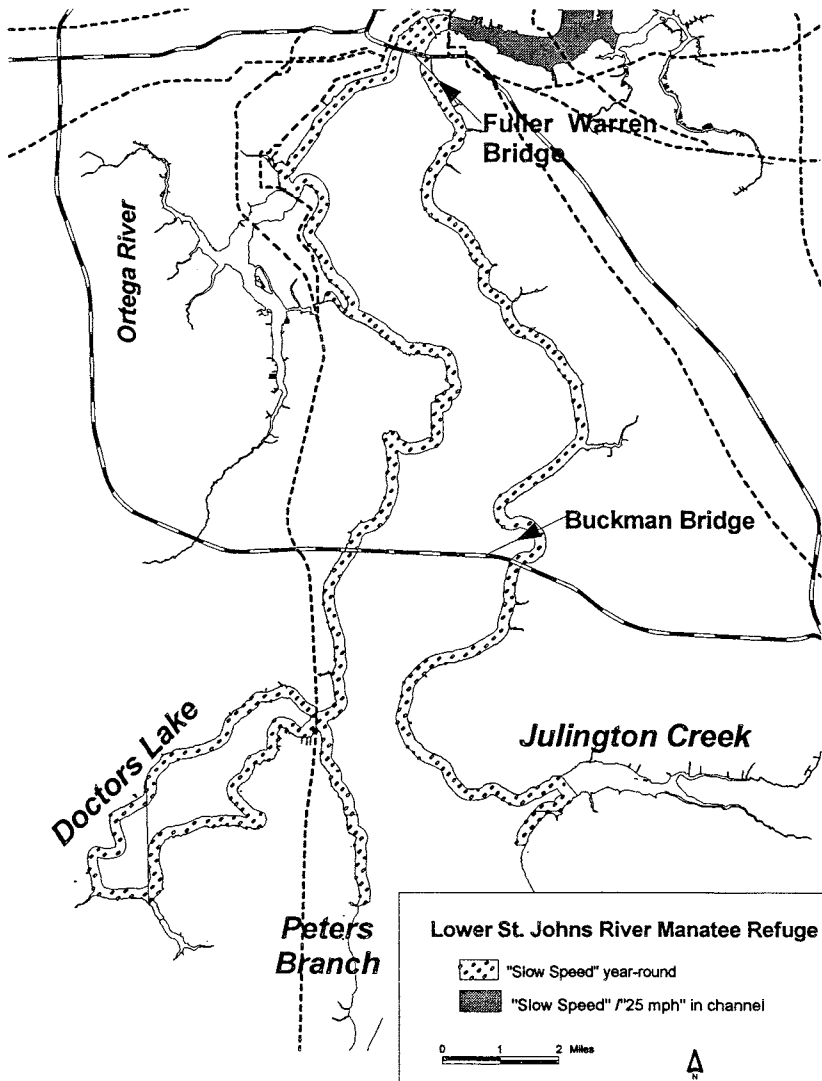 Fuller Warren
Bridge
Ortega River
Buckman Bridge
Doctors Lake
Julington Creek
Peters
Branch
Lower St. Johns River Manatee Refuge
"Slow Speed" year-round
"Slow Speed" /"25 mph" in channel
0 1 2 Miles
N